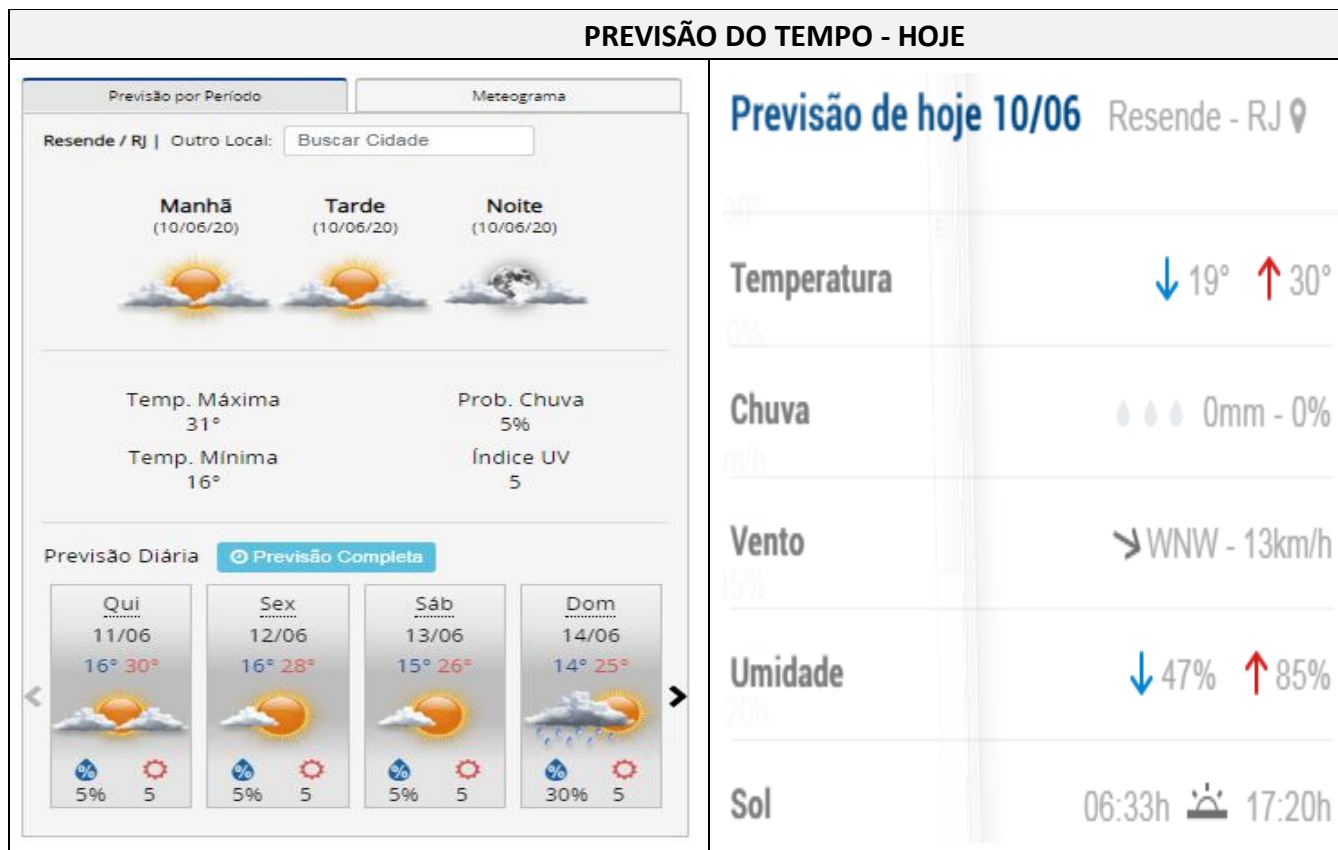 PREVISÃO DO TEMPO - HOJE
Previsão por Período Meteograma
Resende / RJ | Outro Local: Buscar Cidade
Manhã Tarde Noite
(10/06/20) (10/06/20) (10/06/20)
Temp. Máxima Prob. Chuva
31° 5%
Temp. Mínima Índice UV
16° 5
Previsão Diária Previsão Completa
Qui Sex Sáb Dom
11/06 12/06 13/06 14/06
16° 30° 16° 28° 15° 26° 14° 25°
% % % %
5% 5 5% 5 5% 5 30% 5
Previsão de hoje 10/06 Resende - RJ
30°
Temperatura 19° 30°
0%
Chuva 0mm - 0%
m/h
Vento WNW - 13km/h
35%
Umidade 47% 85%
20h
Sol 06:33h 17:20h